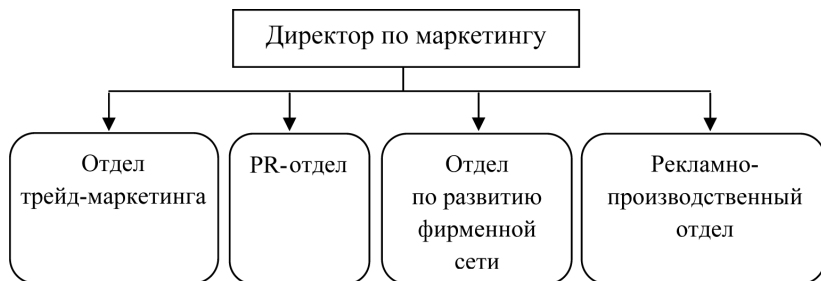 Директор по маркетингу
Отдел
трейд-маркетинга
PR-отдел
Отдел
по развитию
фирменной
сети
Рекламно-
производственный
отдел